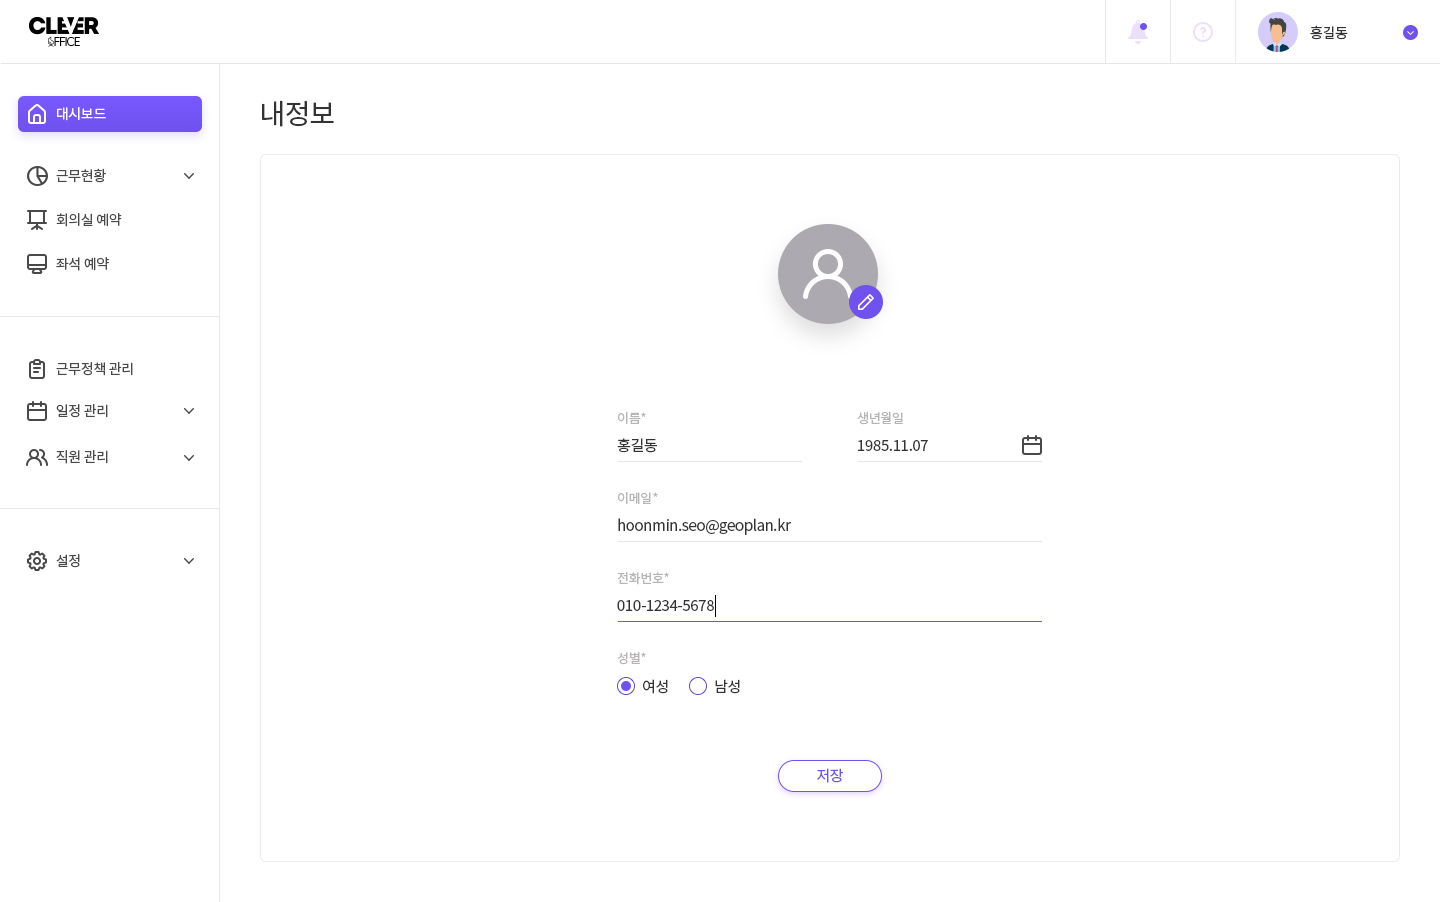 CLEVER
OFFICE
홍길동
대시보드
근무현황
회의실 예약
좌석 예약
근무정책 관리
일정 관리
직원 관리
설정
내정보
이름*
홍길동
생년월일
1985.11.07
이메일*
hoonmin.seo@geoplan.kr
전화번호*
010-1234-5678
성별*
여성
남성
저장